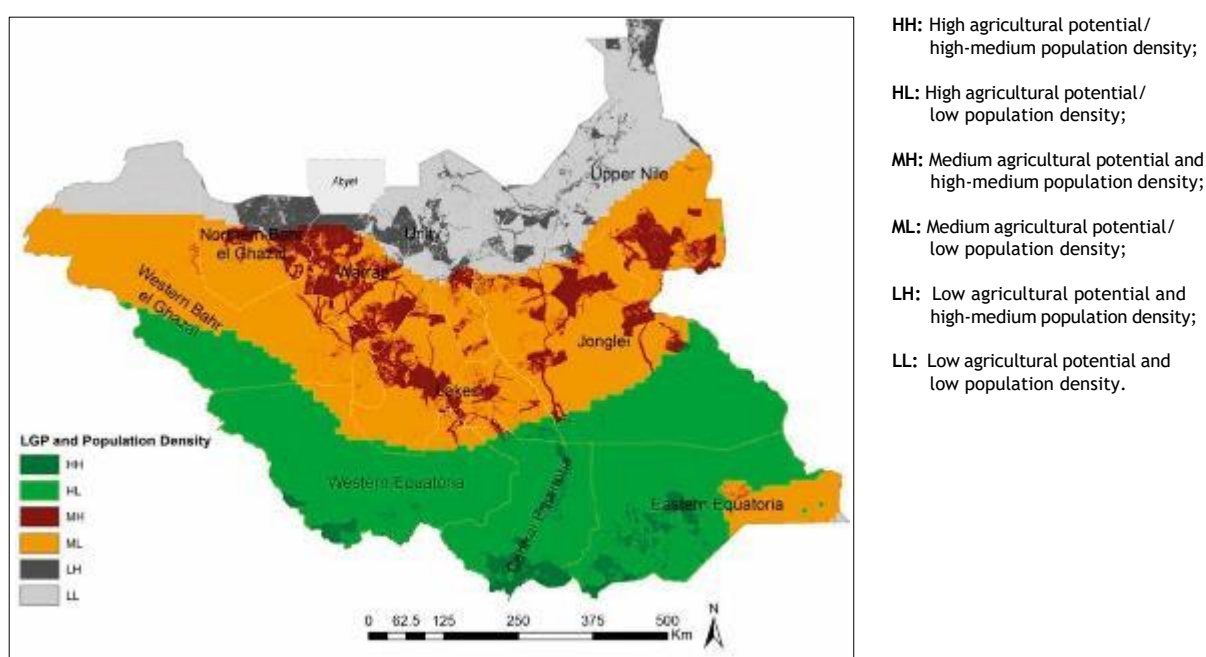 HH: High agricultural potential/
high-medium population density;
HL: High agricultural potential/
low population density;
MH: Medium agricultural potential and
high-medium population density;
ML: Medium agricultural potential/
low population density;
LH: Low agricultural potential and
high-medium population density;
LL: Low agricultural potential and
low population density.
Abyei
Upper Nile
Northern Bahr
el Ghazal
Unity
Warrap
Western Bahr
el Ghazal
Jonglei
Lakes
Western Equatoria
Central Equatoria
Eastern Equatoria
LGP and Population Density
HH
HL
MH
ML
LH
LL
0 62.5 125 250 375 500
Km
N